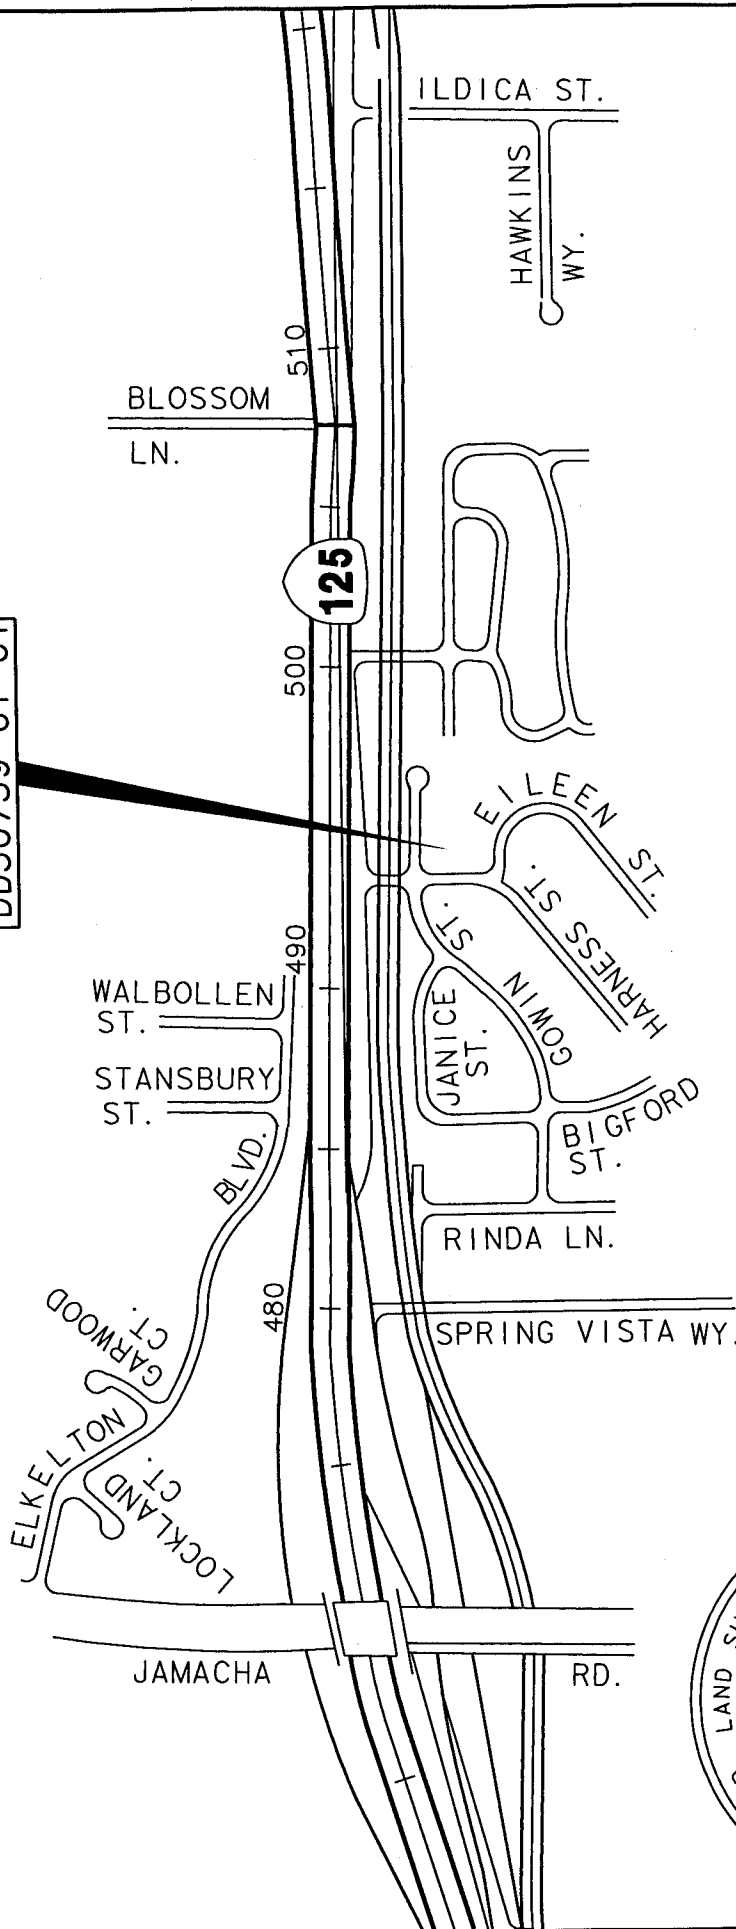 ILDICA ST.
HAWKINS
WY.
510
BLOSSOM
LN.
125
500
EILEEN ST.
HARNESS ST.
ST.
GOWIN
490
WALBOLLEN
ST.
JANICE
ST.
STANSBURY
ST.
BIGFORD
ST.
BLVD.
RINDA LN.
480
GARWOOD
CT.
SPRING VISTA WY.
ELKELTON
LOCKLAND
CT.
JAMACHA
RD.
LAND